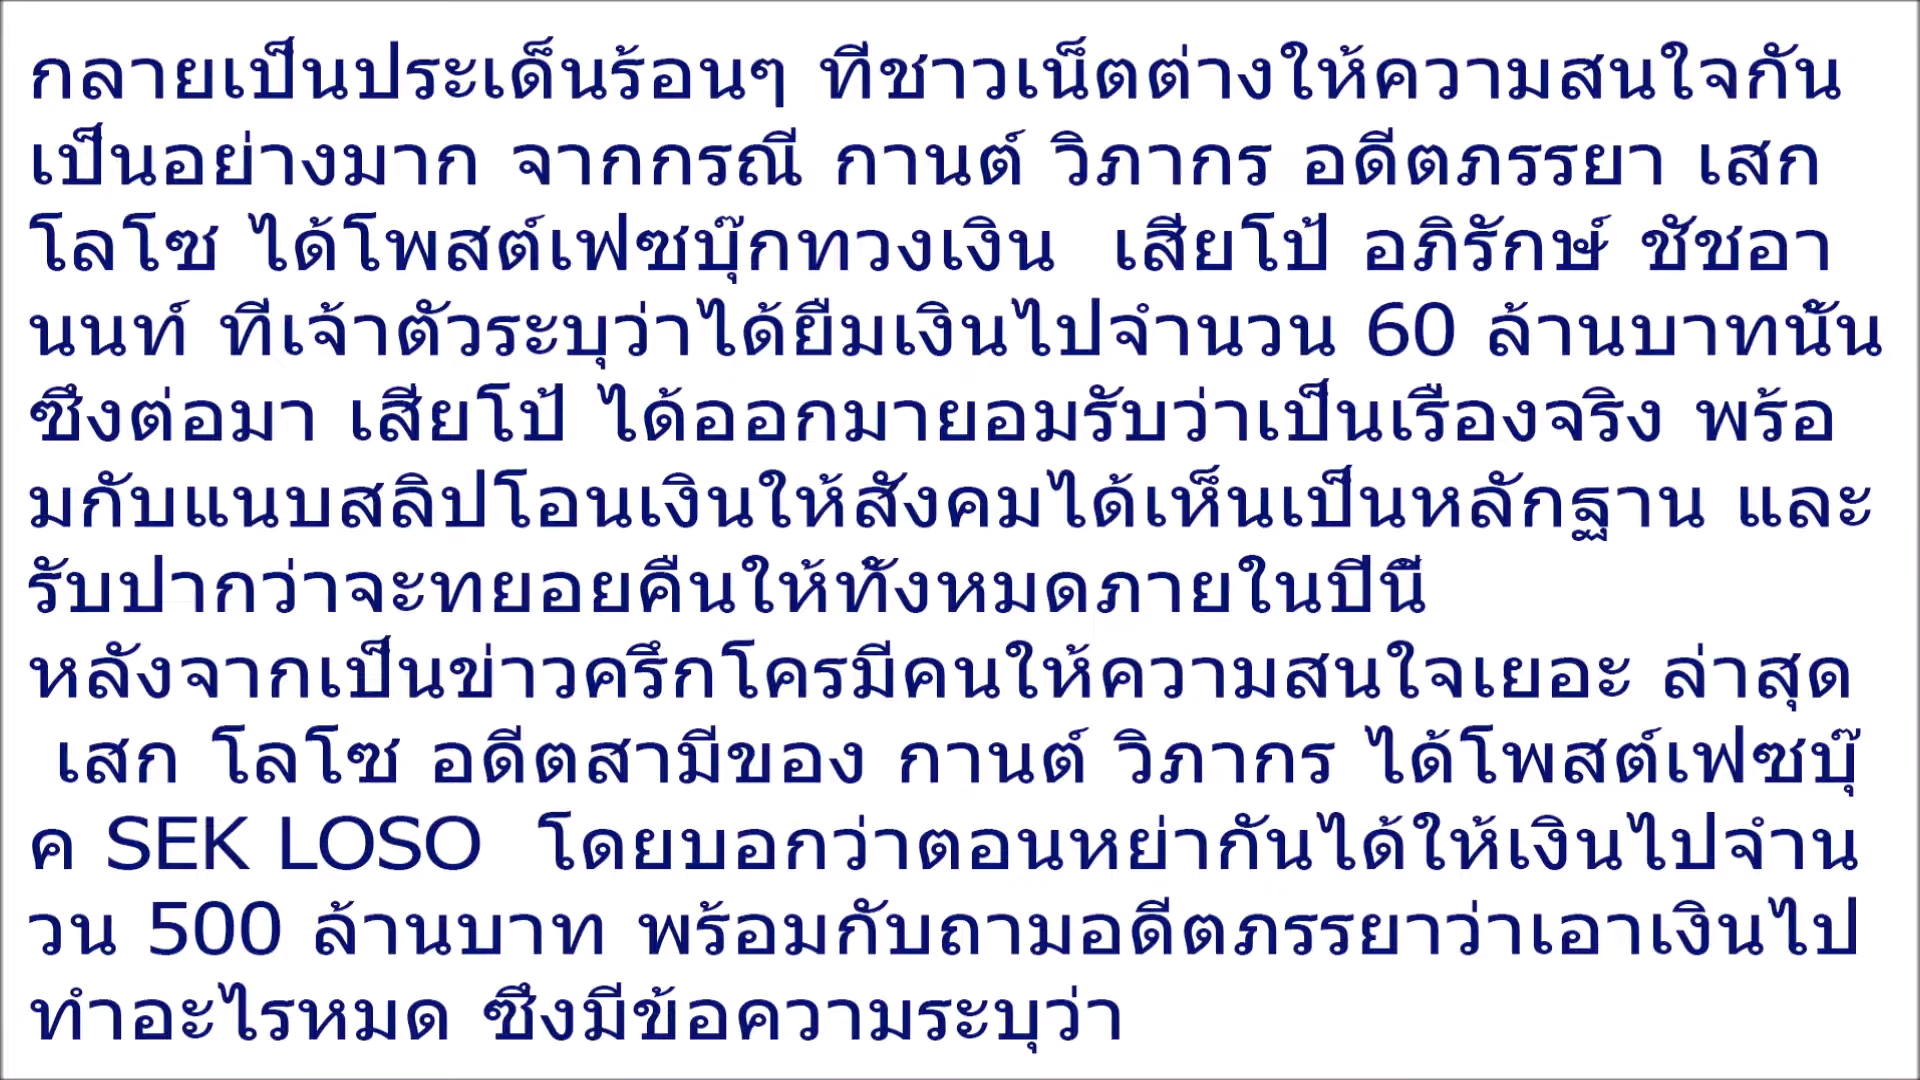 กลายเป็นประเด็นร้อนๆ ที่ชาวเน็ตต่างให้ความสนใจกัน
เป็นอย่างมาก จากกรณี กานต์ วิภากร อดีตภรรยา เสก
โลโซ ได้โพสต์เฟซบุ๊กทวงเงิน  เสี่ยโป้ อภิรักษ์ ชัชอา
นนท์ ที่เจ้าตัวระบุว่าได้ยืมเงินไปจำนวน 60 ล้านบาทนั้น
ซึ่งต่อมา เสี่ยโป้ ได้ออกมายอมรับว่าเป็นเรื่องจริง พร้อ
มกับแนบสลิปโอนเงินให้สังคมได้เห็นเป็นหลักฐาน และ
รับปากว่าจะทยอยคืนให้ทั้งหมดภายในปีนี้
หลังจากเป็นข่าวครึกโครมมีคนให้ความสนใจเยอะ ล่าสุด
เสก โลโซ อดีตสามีของ กานต์ วิภากร ได้โพสต์เฟซบุ๊
ค SEK LOSO  โดยบอกว่าตอนหย่ากันได้ให้เงินไปจำน
วน 500 ล้านบาท พร้อมกับถามอดีตภรรยาว่าเอาเงินไป
ทำอะไรหมด ซึ่งมีข้อความระบุว่า